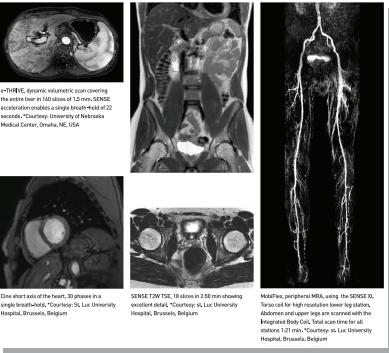 e-THRIVE, dynamic volumetric scan covering
the entire liver in 160 slices of 1.5 mm. SENSE
acceleration enables a single breath-hold of 22
seconds. *Courtesy: University of Nebraska
Medical Center, Omaha, NE, USA
Cine short axis of the heart, 30 phases in a
single breath-hold. *Courtesy: St. Luc University
Hospital, Brussels, Belgium
SENSE T2W TSE, 18 slices in 2:50 min showing
excellent detail. *Courtesy: st. Luc University
Hospital, Brussels, Belgium
MobiFlex, peripheral MRA, using the SENSE XL
Torso coil for high resolution lower leg station.
Abdomen and upper legs are scanned with the
Integrated Body Coil. Total scan time for all
stations 1:21 min. *Courtesy: st. Luc University
Hospital, Brussels, Belgium